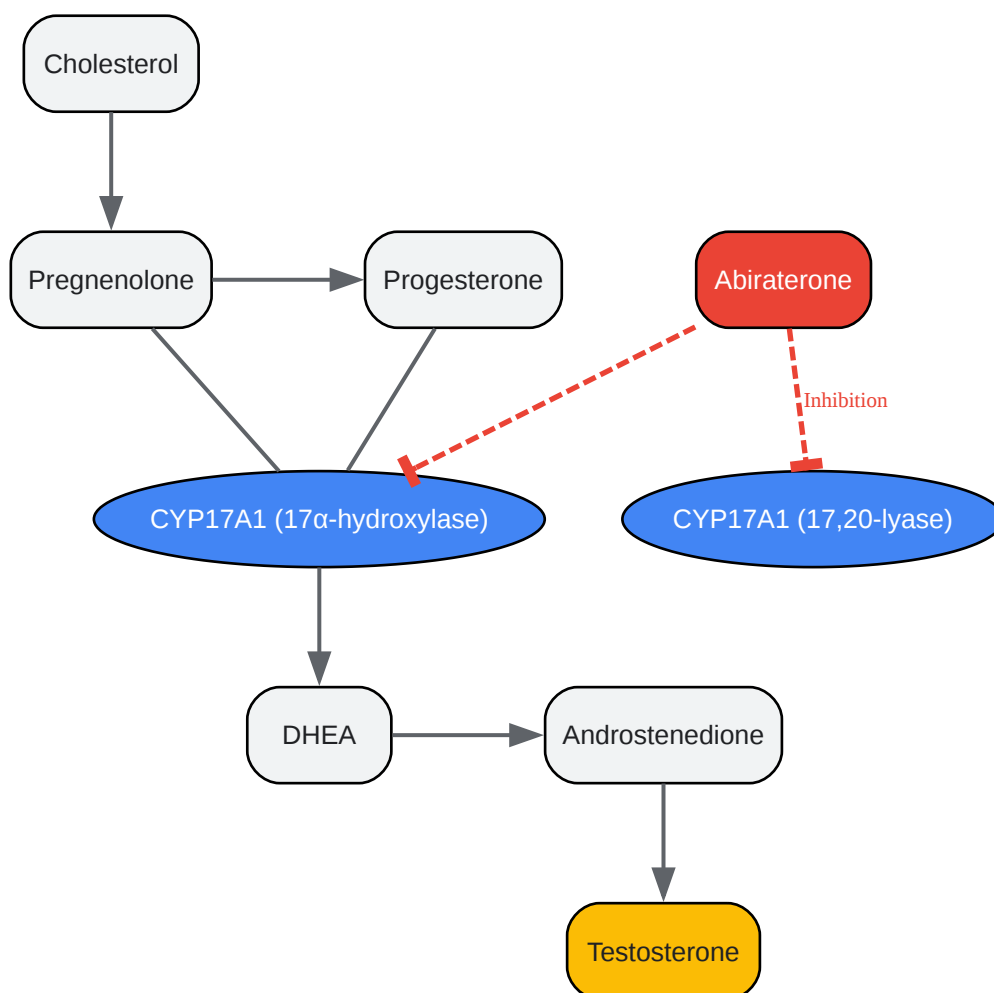 Cholesterol
Pregnenolone
Progesterone
Abiraterone
Inhibition
CYP17A1 (17α-hydroxylase)
CYP17A1 (17,20-lyase)
DHEA
Androstenedione
Testosterone